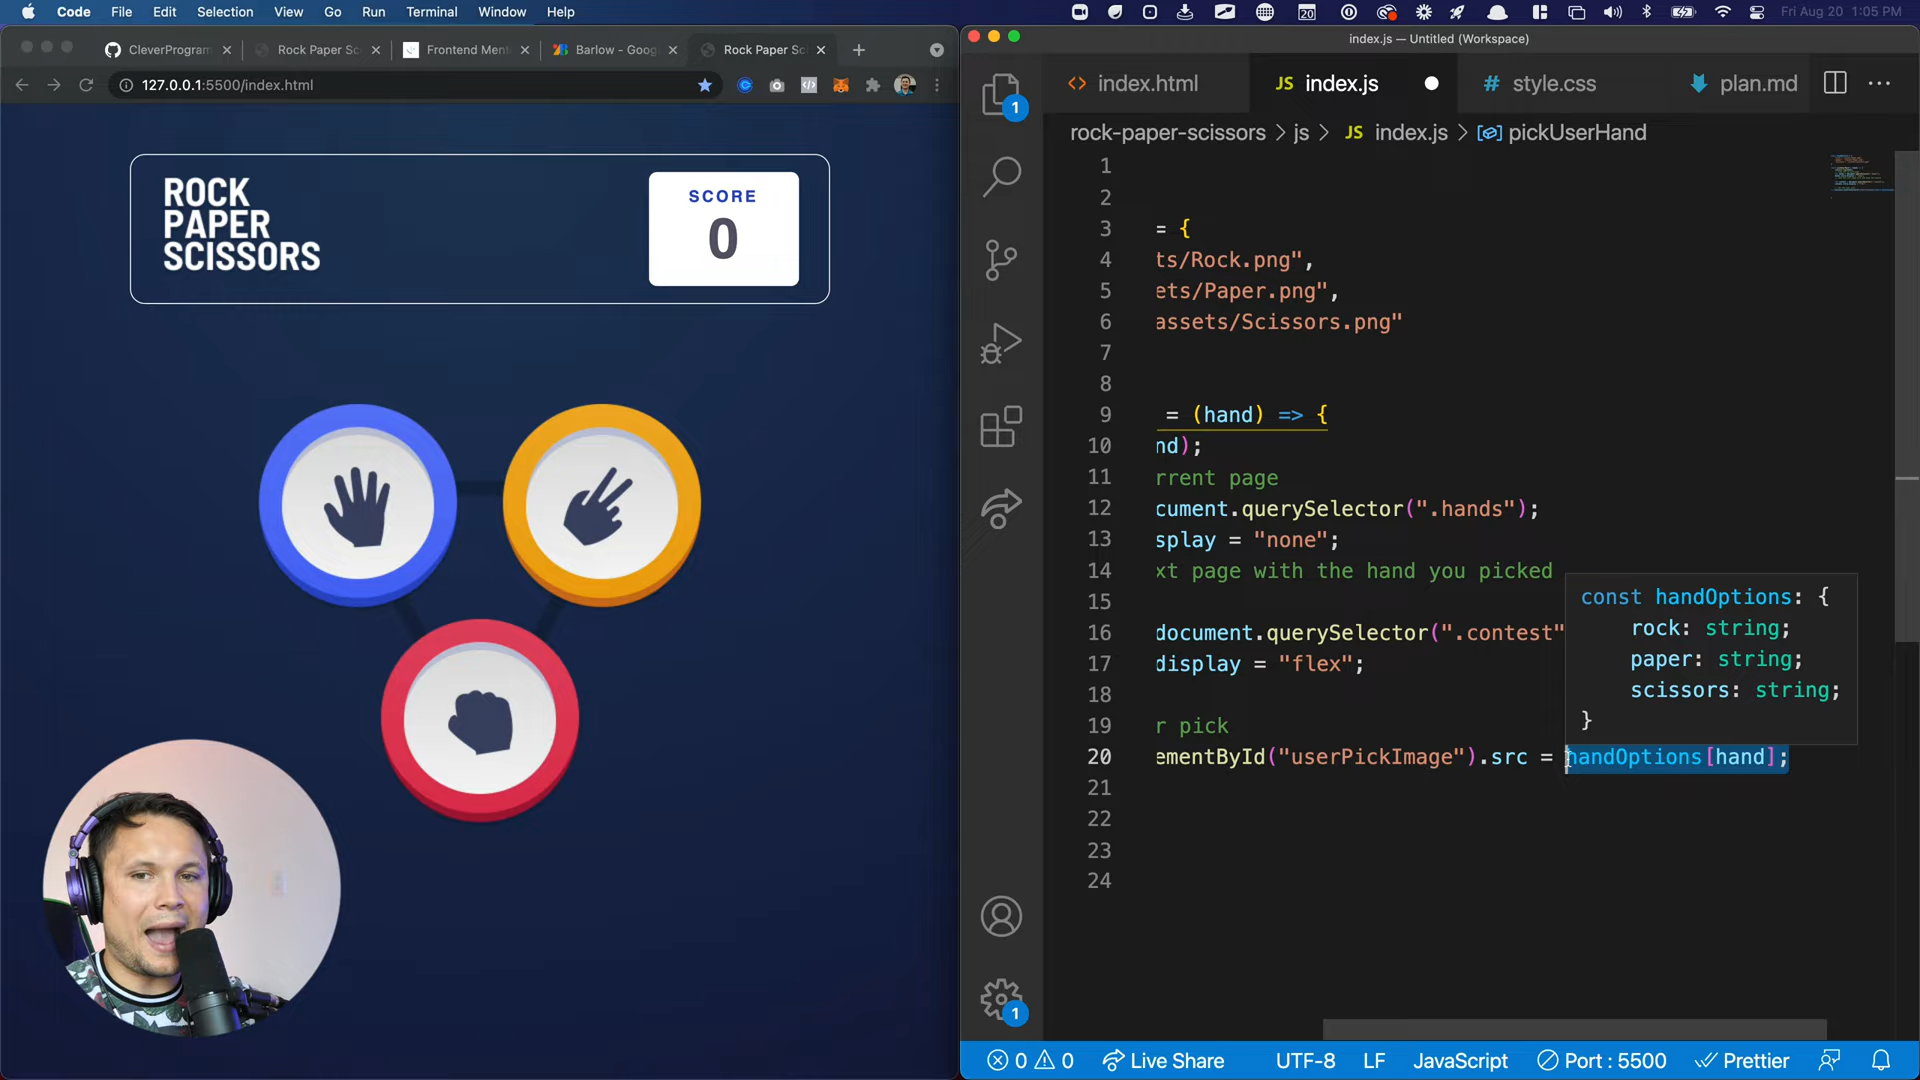 Code File Edit Selection View Go Run Terminal Window Help
20
Fri Aug 20 1:05 PM
CleverProgram
Rock Paper Sc
Frontend Ment
Barlow - Goog
Rock Paper Sc
127.0.0.1:5500/index.html
ROCK
PAPER
SCISSORS
SCORE
0
index.js — Untitled (Workspace)
index.html
JS index.js
# style.css
plan.md
rock-paper-scissors > js > JS index.js > pickUserHand
1
1
2
3 = {
4 ts/Rock.png",
5 ets/Paper.png",
6 assets/Scissors.png"
7
8
9 = (hand) => {
10 nd);
11 rrent page
12 cument.querySelector(".hands");
13 splay = "none";
14 xt page with the hand you picked
15
16 document.querySelector(".contest"
17 display = "flex";
18
19 r pick
20 ementById("userPickImage").src = handOptions[hand];
21
22
23
24
const handOptions: {
rock: string;
paper: string;
scissors: string;
}
1
0 0 Live Share UTF-8 LF JavaScript Port : 5500 Prettier